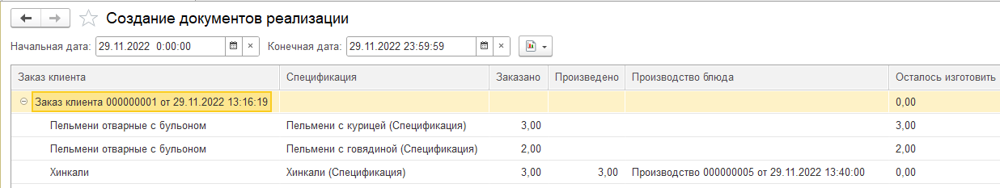 Создание документов реализации
Начальная дата: 29.11.2022 0:00:00 × Конечная дата: 29.11.2022 23:59:59 ×
Заказ клиента Спецификация Заказано Произведено Производство блюда Осталось изготовить
Заказ клиента 000000001 от 29.11.2022 13:16:19 0,00
Пельмени отварные с бульоном Пельмени с курицей (Спецификация) 3,00 3,00
Пельмени отварные с бульоном Пельмени с говядиной (Спецификация) 2,00 2,00
Хинкали Хинкали (Спецификация) 3,00 3,00 Производство 000000005 от 29.11.2022 13:40:00 0,00